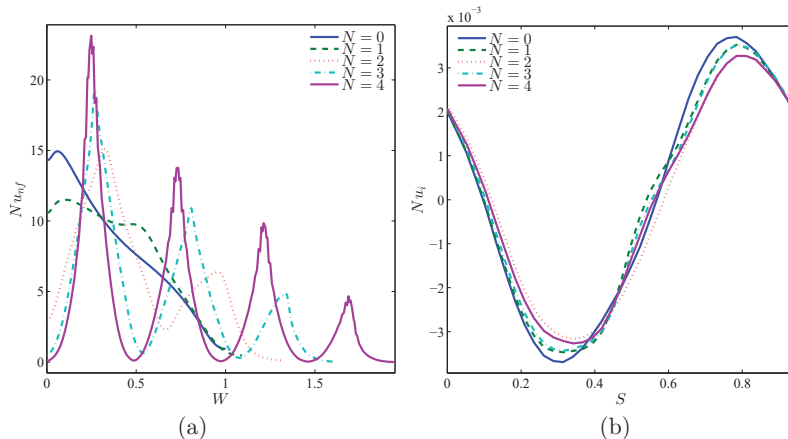 N = 0
N = 1
N = 2
N = 3
N = 4
20
15
10
5
0
Nu_nf
0 0.5 1 1.5
W
(a)
x 10⁻³
N = 0
N = 1
N = 2
N = 3
N = 4
3
2
1
0
−1
−2
−3
Nu_i
0 0.2 0.4 0.6 0.8
S
(b)